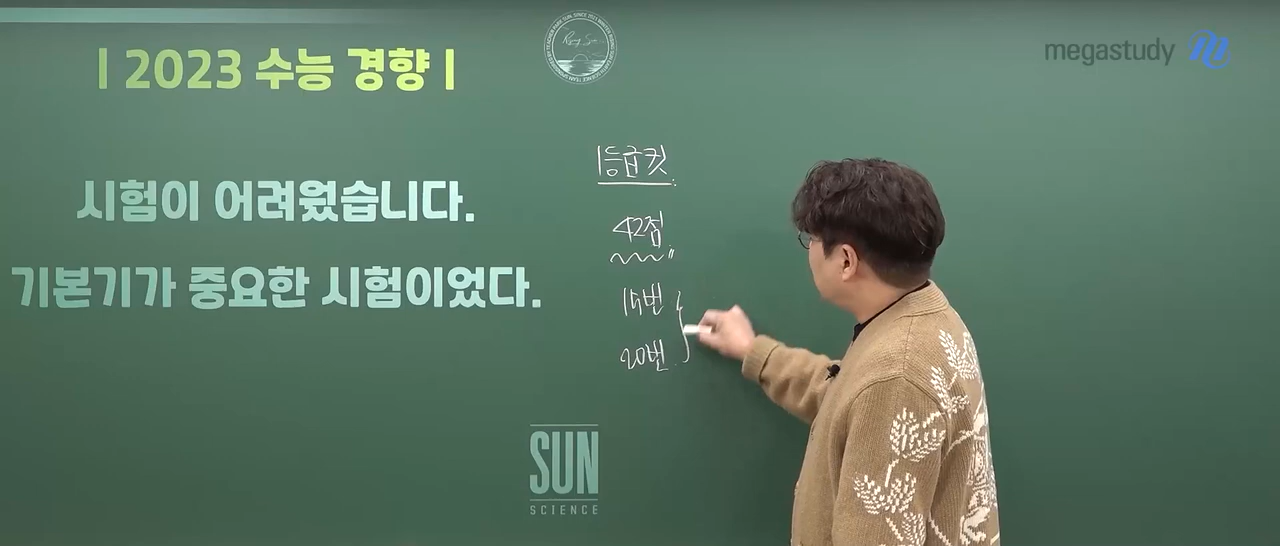 | 2023 수능 경향 |
시험이 어려웠습니다.
기본기가 중요한 시험이었다.
1등급컷
42점
15번
20번
SUN
SCIENCE
Rising Sun
megastudy